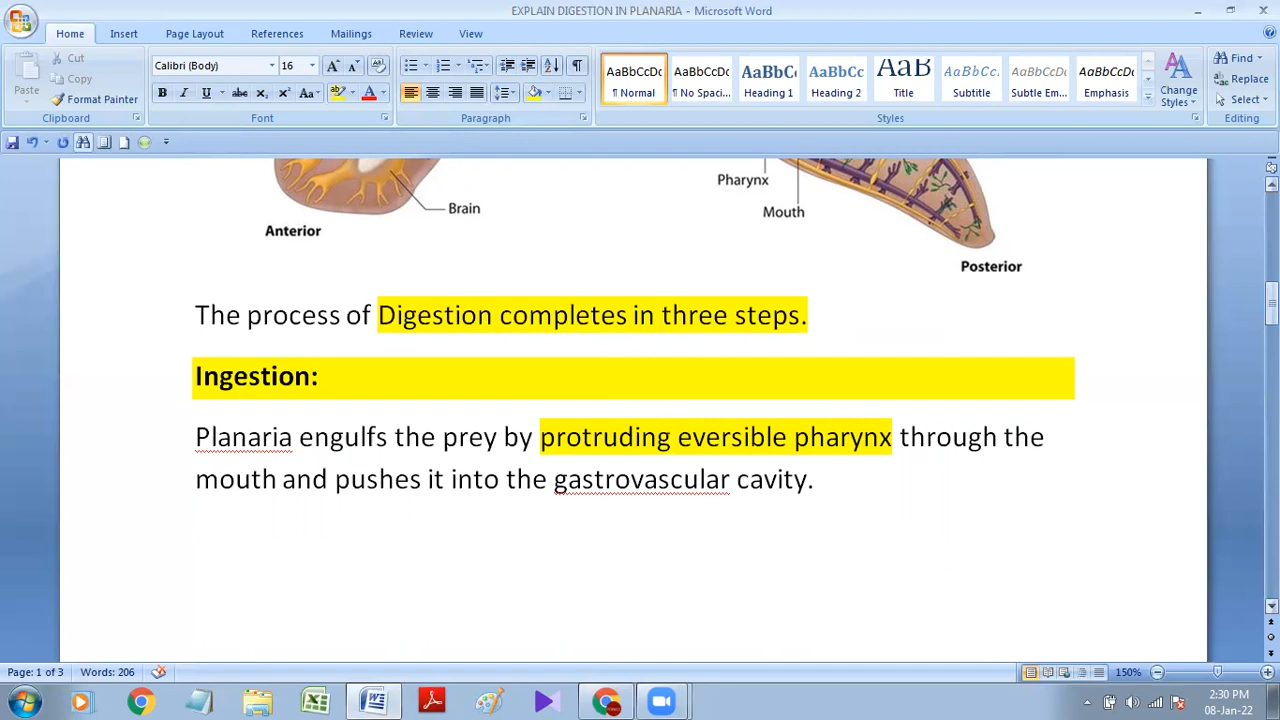 EXPLAIN DIGESTION IN PLANARIA - Microsoft Word
Home Insert Page Layout References Mailings Review View
Paste
Cut
Copy
Format Painter
Clipboard
Calibri (Body) 16
B I U abc x₂ x² Aa
Font
Paragraph
AaBbCcDc AaBbCcDc AaBbCc AaBbCc AaB AaBbCc. AaBbCcDc AaBbCcDc
¶ Normal ¶ No Spaci... Heading 1 Heading 2 Title Subtitle Subtle Em... Emphasis
Styles
Change Styles
Find
Replace
Select
Editing
Pharynx
Mouth
Brain
Anterior
Posterior
The process of Digestion completes in three steps.
Ingestion:
Planaria engulfs the prey by protruding eversible pharynx through the
mouth and pushes it into the gastrovascular cavity.
Page: 1 of 3 Words: 206 150%
2:30 PM
08-Jan-22